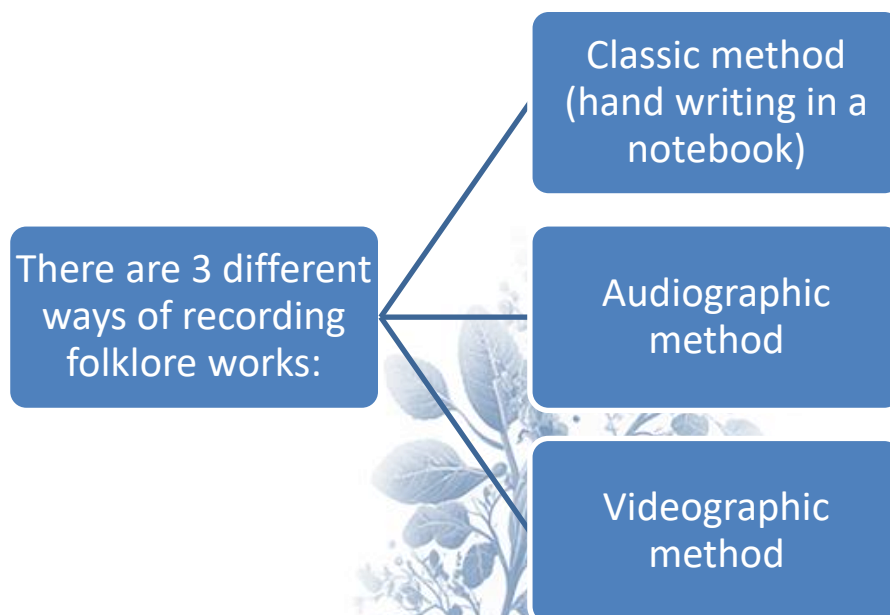 There are 3 different
ways of recording
folklore works:
Classic method
(hand writing in a
notebook)
Audiographic
method
Videographic
method